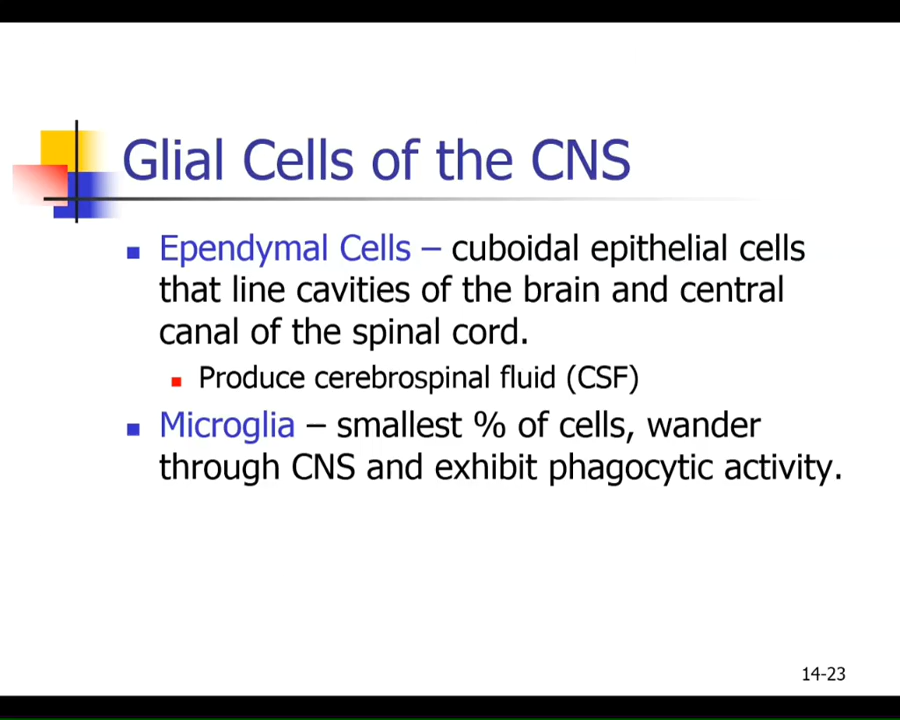 Glial Cells of the CNS
Ependymal Cells – cuboidal epithelial cells
that line cavities of the brain and central
canal of the spinal cord.
Produce cerebrospinal fluid (CSF)
Microglia – smallest % of cells, wander
through CNS and exhibit phagocytic activity.
14-23